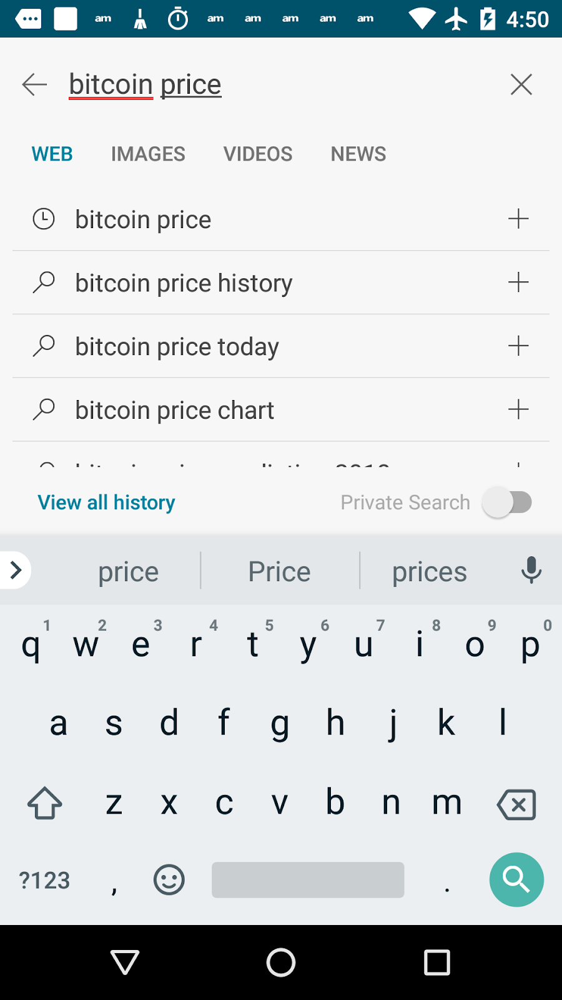 am am am am am am 4:50
bitcoin price
WEB IMAGES VIDEOS NEWS
bitcoin price
bitcoin price history
bitcoin price today
bitcoin price chart
View all history Private Search
price Price prices
1 2 3 4 5 6 7 8 9 0
q w e r t y u i o p
a s d f g h j k l
z x c v b n m
?123 , .